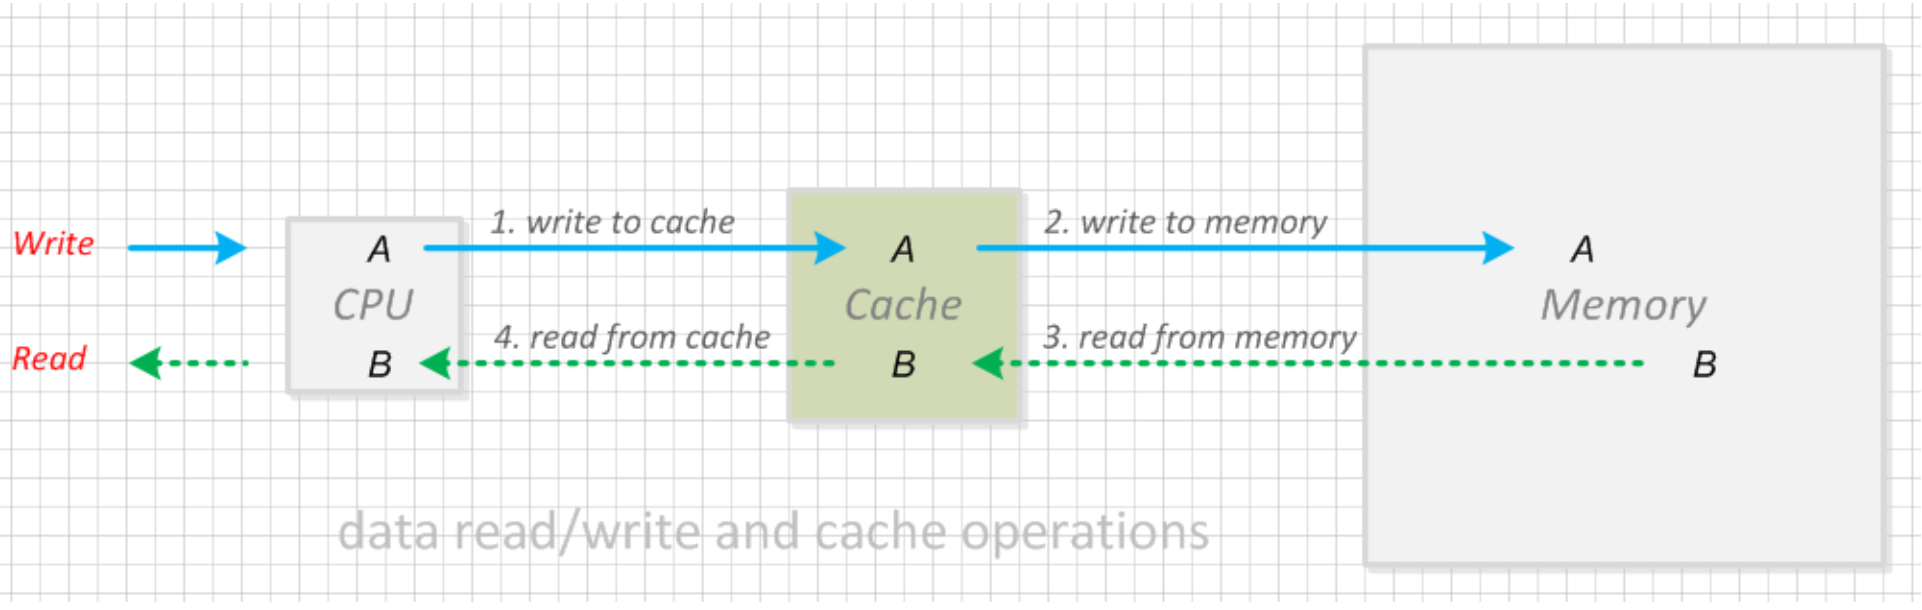 1. write to cache
2. write to memory
Write
A
A
A
CPU
Cache
Memory
4. read from cache
3. read from memory
Read
B
B
B
data read/write and cache operations